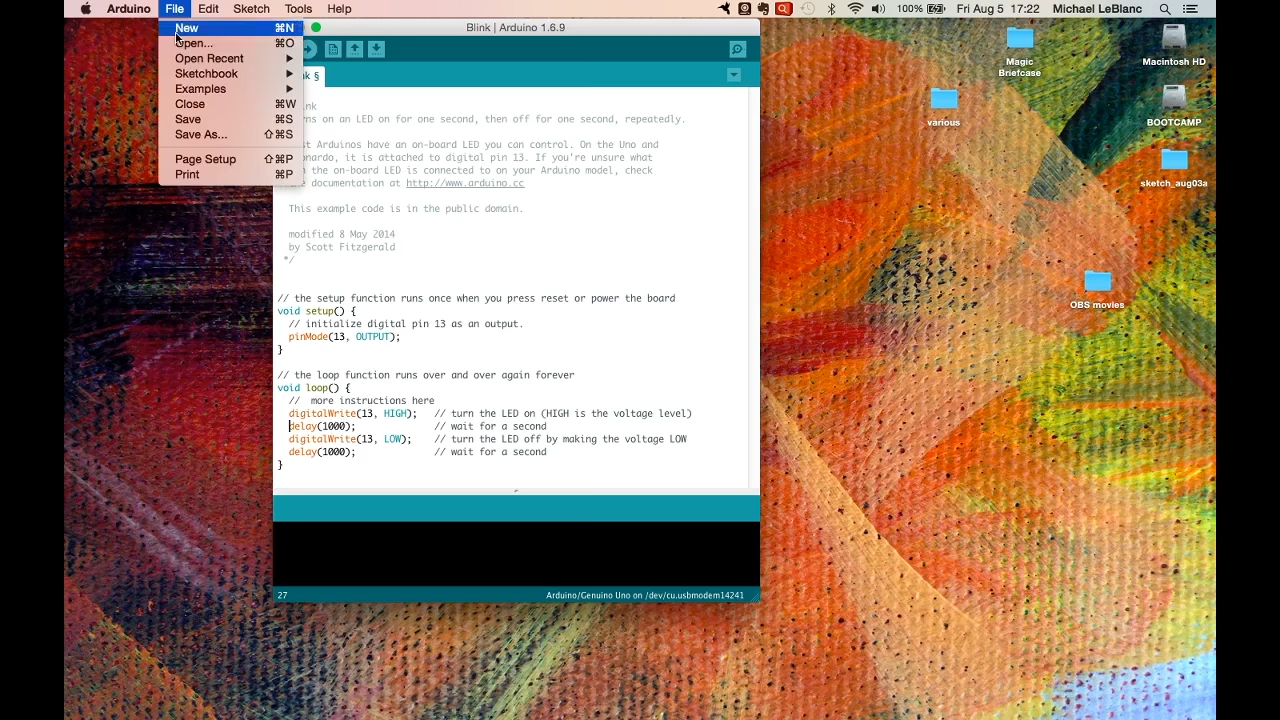 Arduino File Edit Sketch Tools Help 100% Fri Aug 5 17:22 Michael LeBlanc
New ⌘N
Open... ⌘O
Open Recent
Sketchbook
Examples
Close ⌘W
Save ⌘S
Save As... ⇧⌘S
Page Setup ⇧⌘P
Print ⌘P
Blink | Arduino 1.6.9
nk §
on an LED on for one second, then off for one second, repeatedly.
Arduinos have an on-board LED you can control. On the Uno and
it is attached to digital pin 13. If you're unsure what
the on-board LED is connected to on your Arduino model, check
documentation at http://www.arduino.cc
This example code is in the public domain.
modified 8 May 2014
by Scott Fitzgerald
*/
// the setup function runs once when you press reset or power the board
void setup() {
// initialize digital pin 13 as an output.
pinMode(13, OUTPUT);
}
// the loop function runs over and over again forever
void loop() {
// more instructions here
digitalWrite(13, HIGH); // turn the LED on (HIGH is the voltage level)
delay(1000); // wait for a second
digitalWrite(13, LOW); // turn the LED off by making the voltage LOW
delay(1000); // wait for a second
}
27 Arduino/Genuino Uno on /dev/cu.usbmodem14241
Magic
Briefcase
Macintosh HD
various
BOOTCAMP
sketch_aug03a
OBS movies